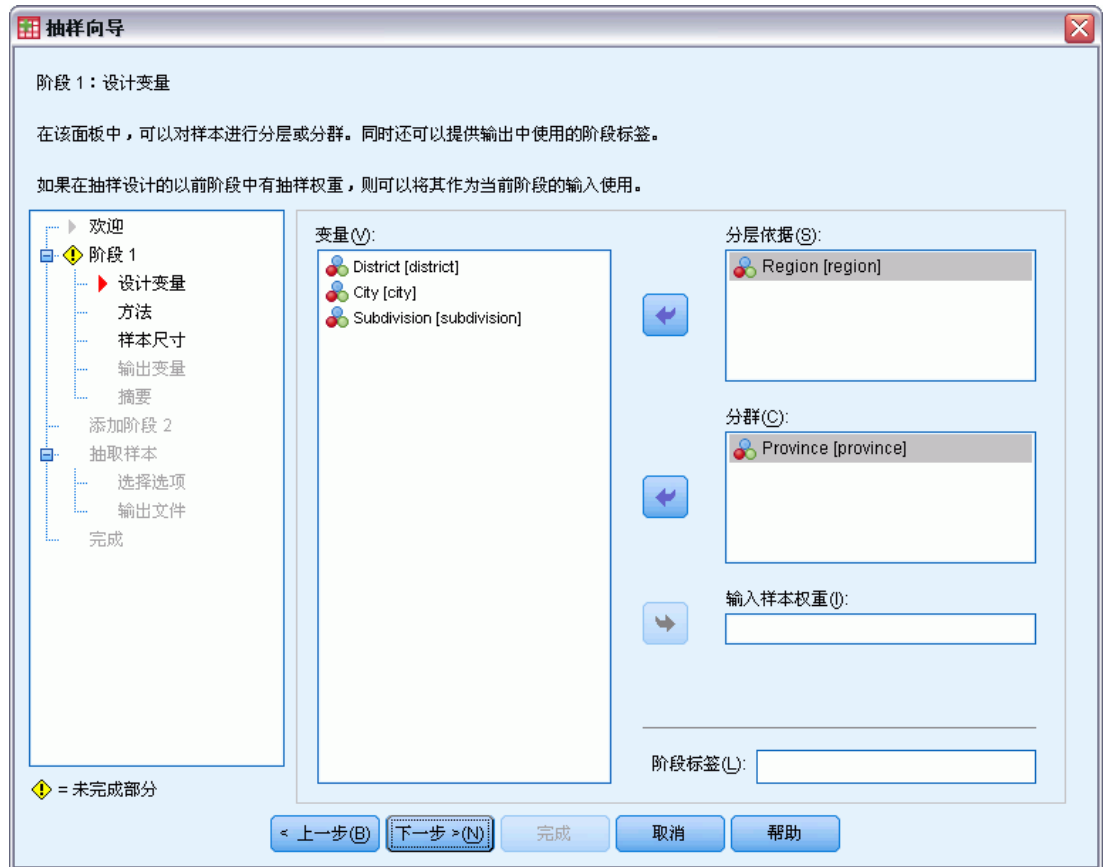 抽样向导
阶段 1：设计变量
在该面板中，可以对样本进行分层或分群。同时还可以提供输出中使用的阶段标签。
如果在抽样设计的以前阶段中有抽样权重，则可以将其作为当前阶段的输入使用。
欢迎
阶段 1
设计变量
方法
样本尺寸
输出变量
摘要
添加阶段 2
抽取样本
选择选项
输出文件
完成
= 未完成部分
变量(V):
District [district]
City [city]
Subdivision [subdivision]
分层依据(S):
Region [region]
分群(C):
Province [province]
输入样本权重(I):
阶段标签(L):
< 上一步(B)
下一步 >(N)
完成
取消
帮助